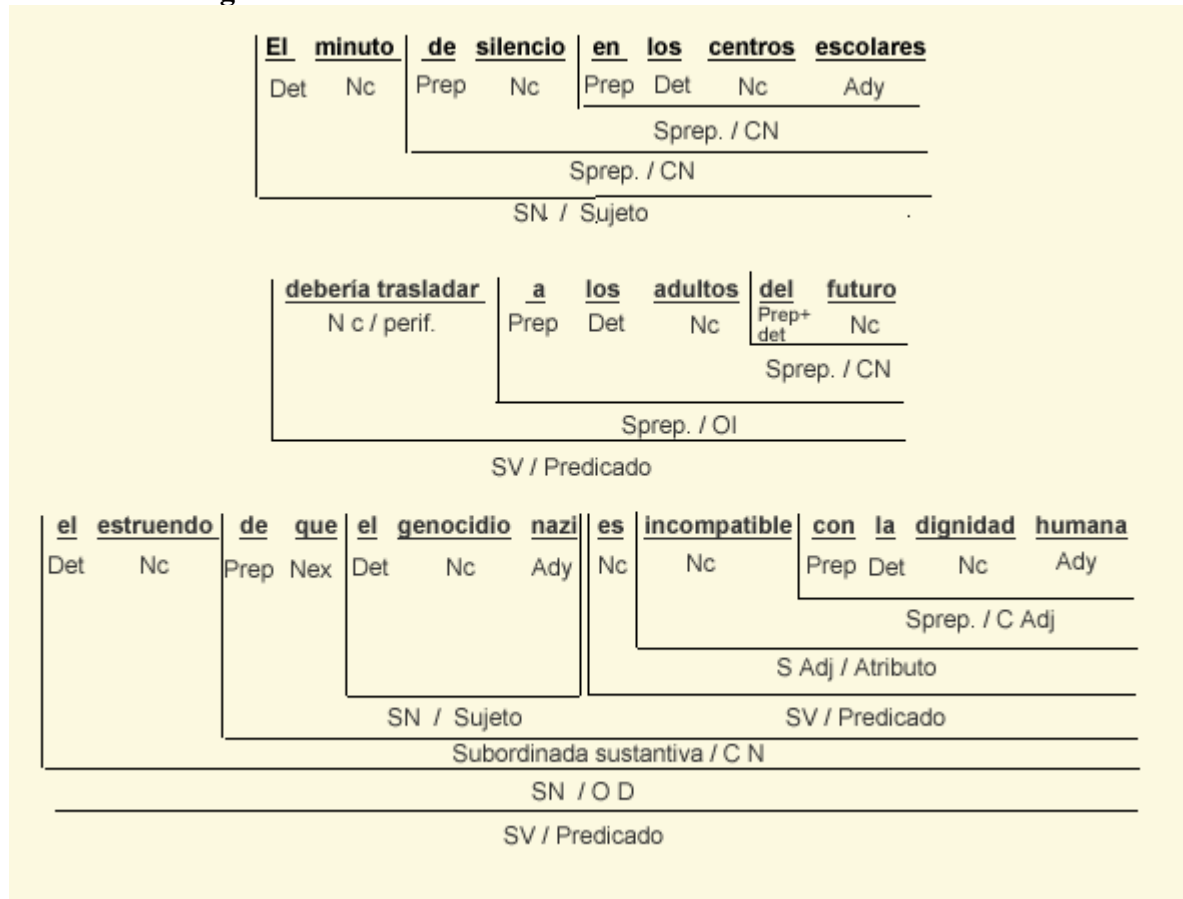 El minuto de silencio en los centros escolares
Det Nc Prep Nc Prep Det Nc Ady
Sprep. / CN
Sprep. / CN
SN / Sujeto
debería trasladar a los adultos del futuro
N c / perif. Prep Det Nc Prep+ det Nc
Sprep. / CN
Sprep. / OI
SV / Predicado
el estruendo de que el genocidio nazi es incompatible con la dignidad humana
Det Nc Prep Nex Det Nc Ady Nc Nc Prep Det Nc Ady
Sprep. / C Adj
S Adj / Atributo
SN / Sujeto SV / Predicado
Subordinada sustantiva / C N
SN / O D
SV / Predicado